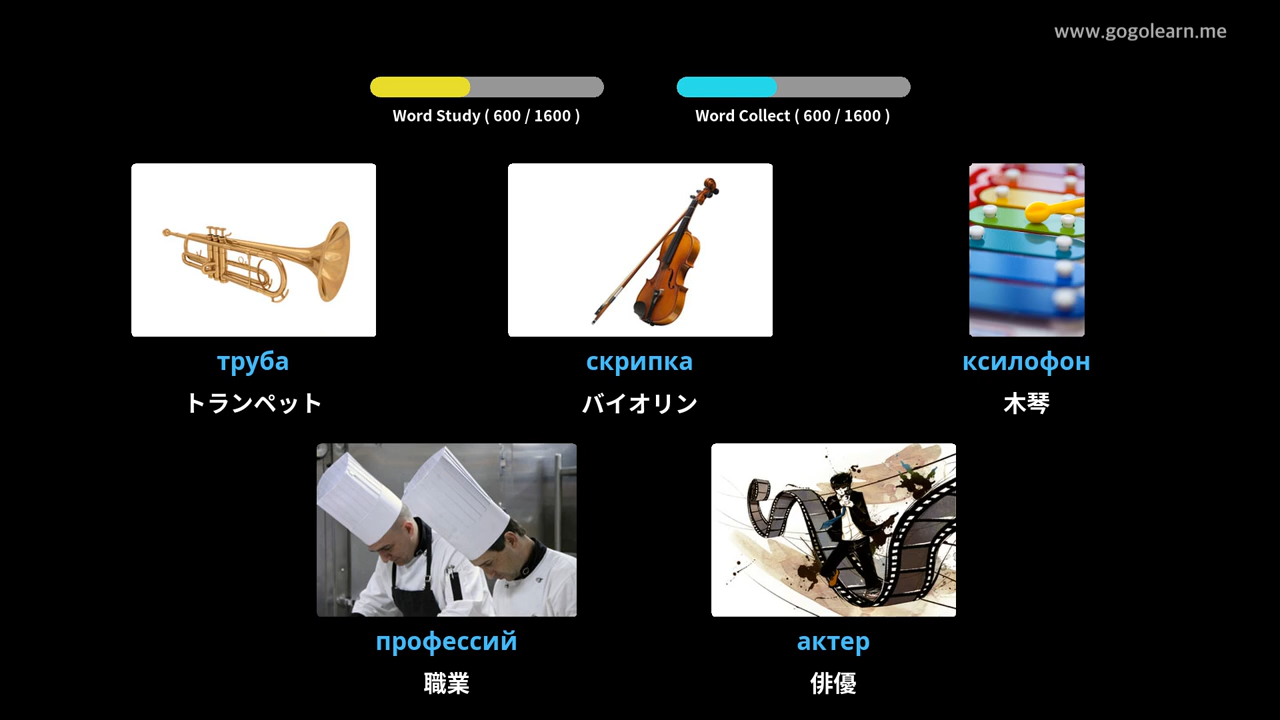 www.gogolearn.me
Word Study ( 600 / 1600 )
Word Collect ( 600 / 1600 )
труба
скрипка
ксилофон
トランペット
バイオリン
木琴
профессий
актер
職業
俳優